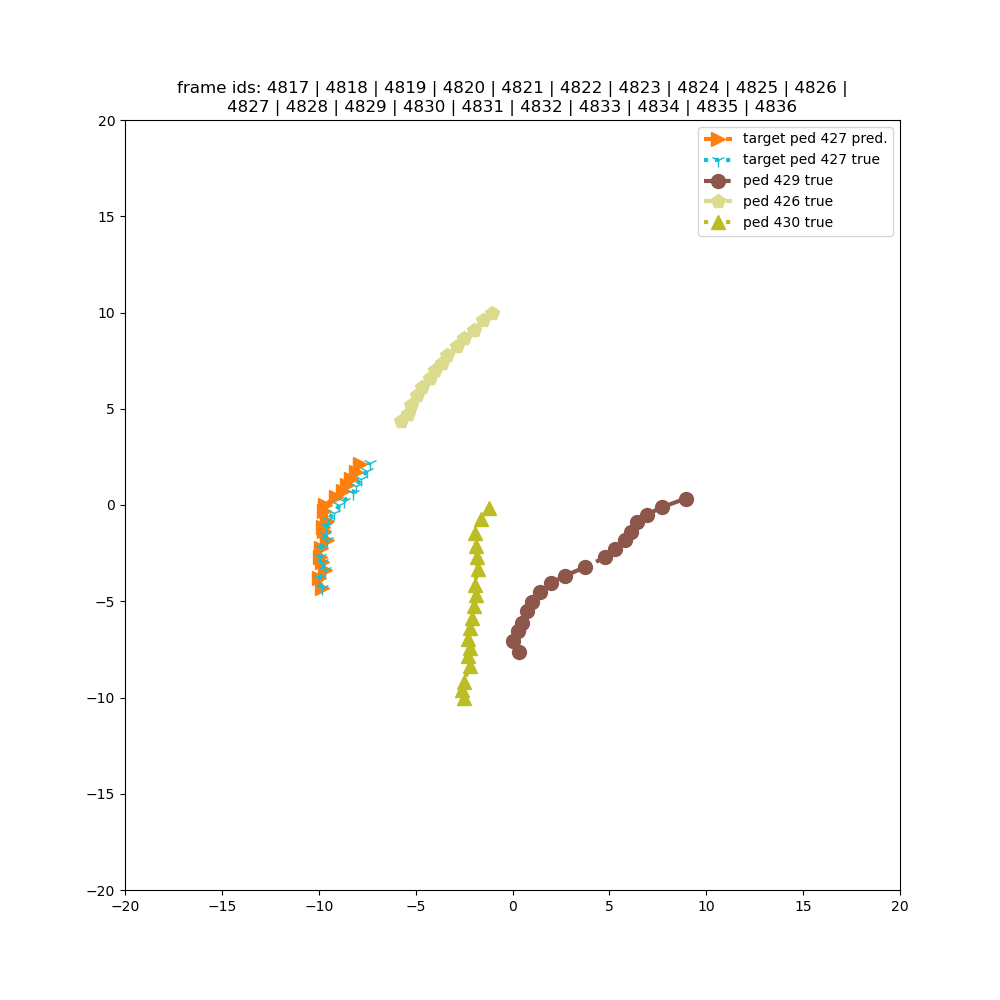 frame ids: 4817 | 4818 | 4819 | 4820 | 4821 | 4822 | 4823 | 4824 | 4825 | 4826 |
4827 | 4828 | 4829 | 4830 | 4831 | 4832 | 4833 | 4834 | 4835 | 4836
target ped 427 pred.
target ped 427 true
ped 429 true
ped 426 true
ped 430 true
20
15
10
5
0
−5
−10
−15
−20
−20 −15 −10 −5 0 5 10 15 20